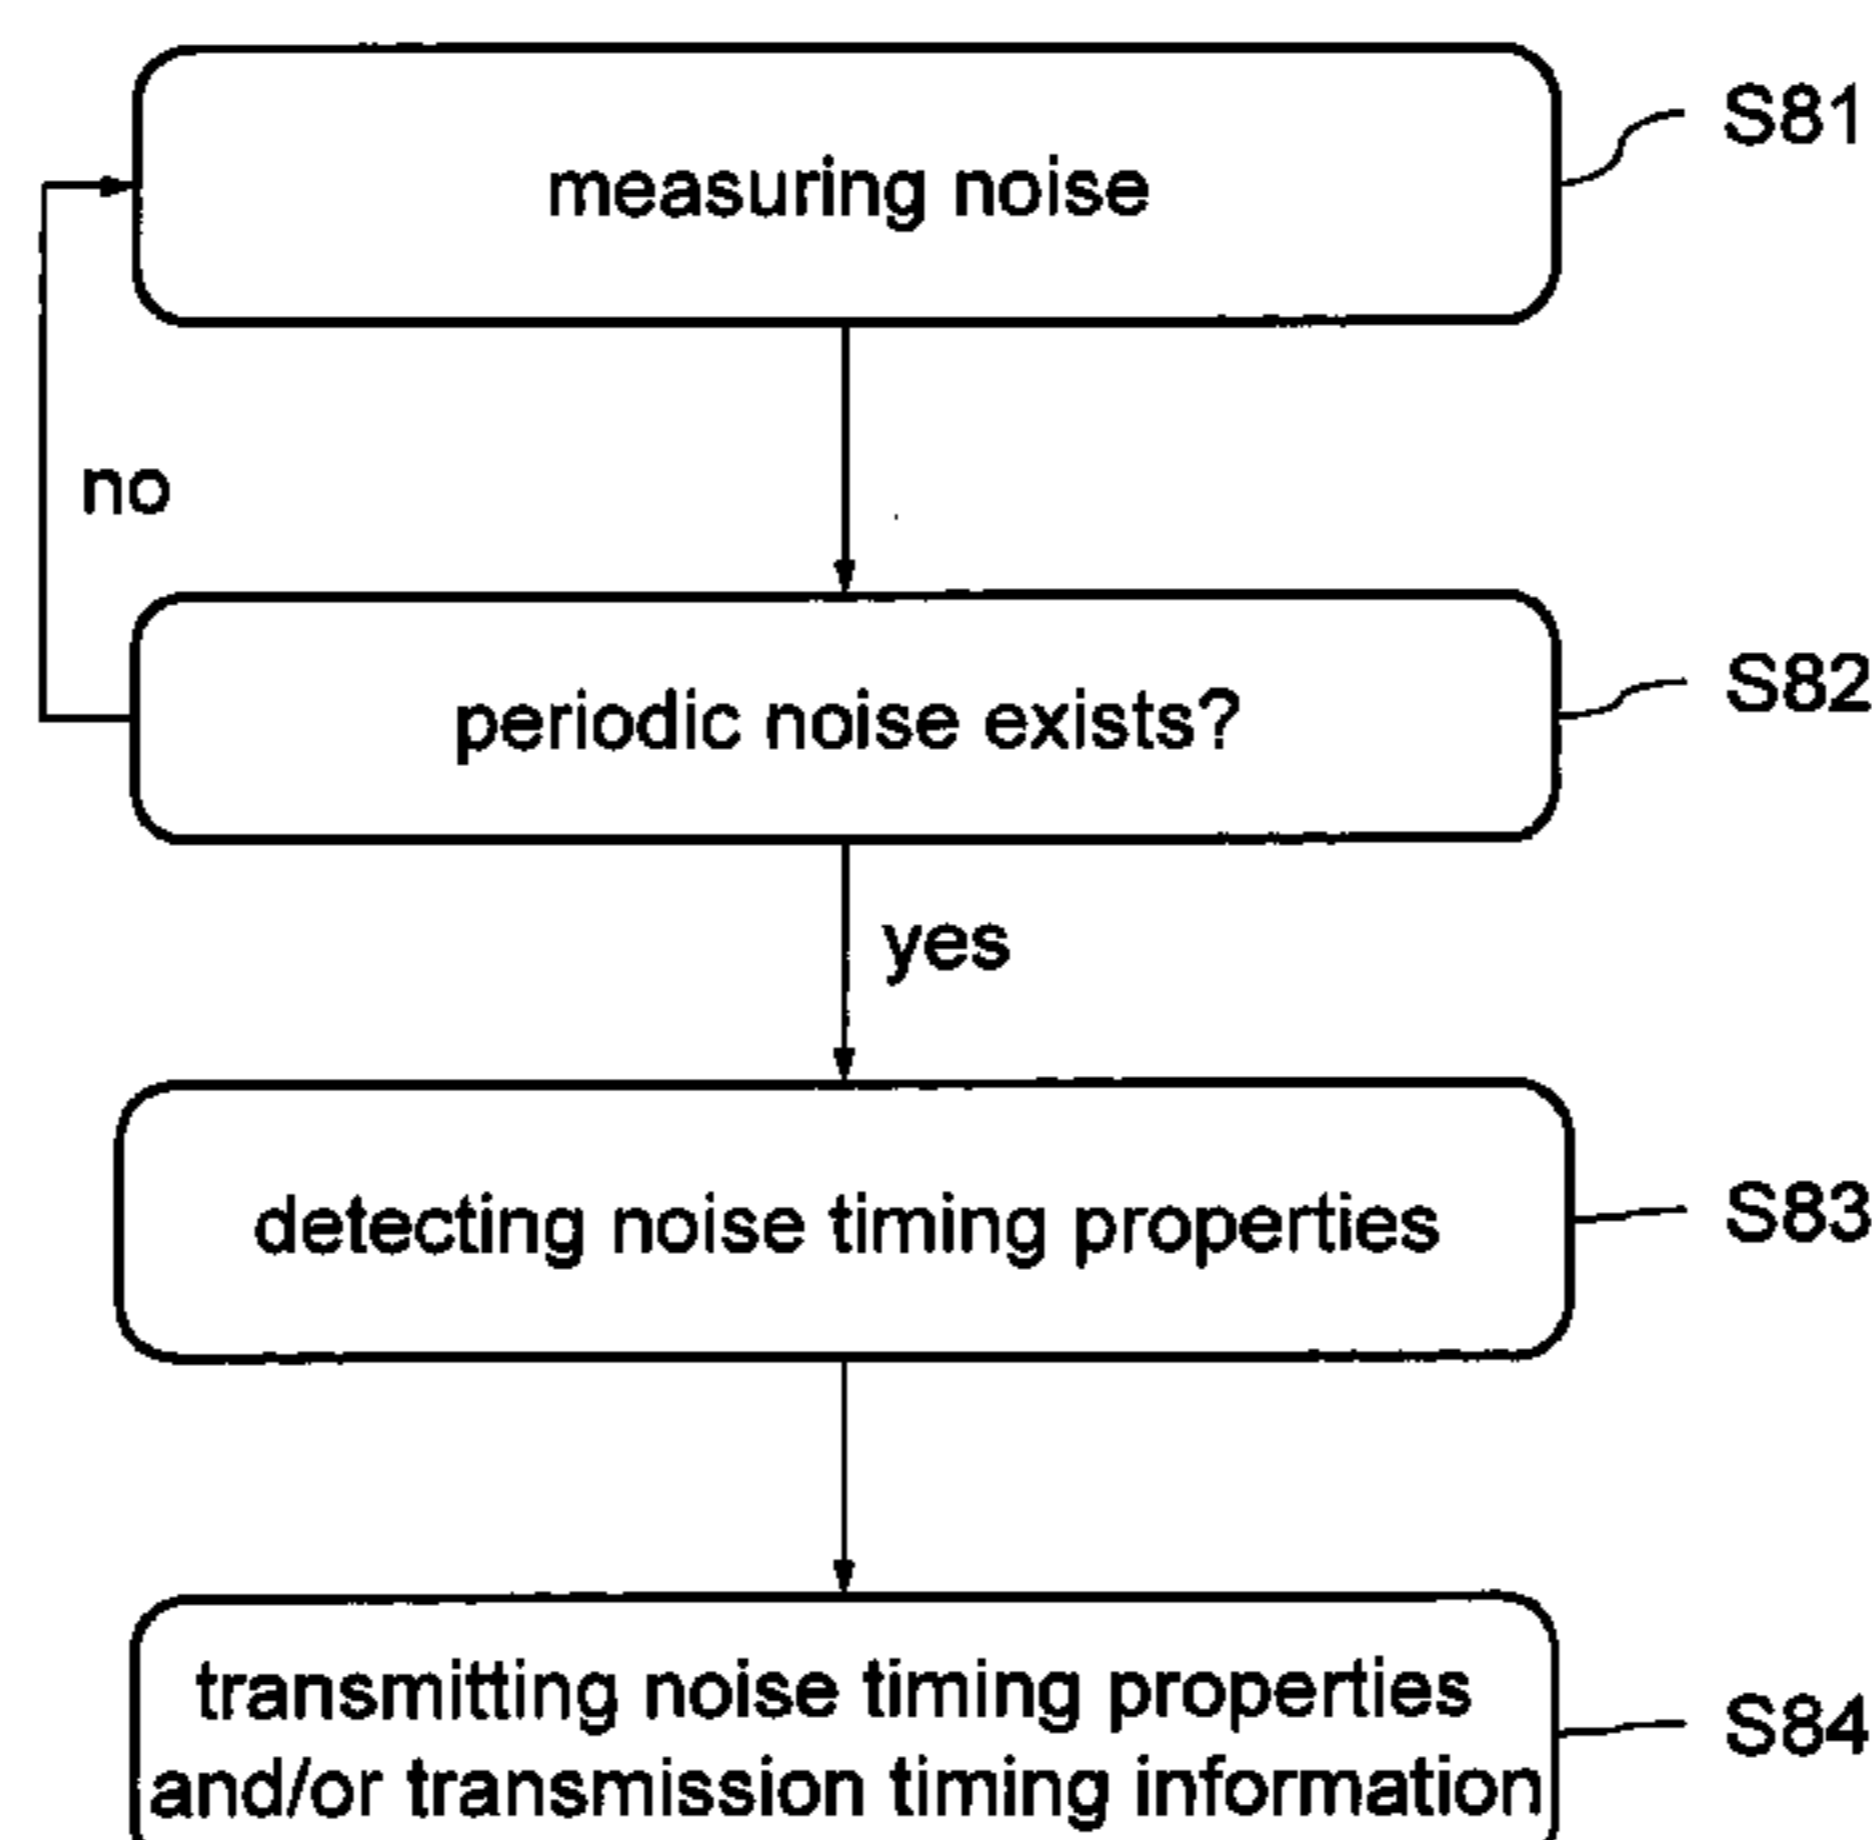 measuring noise
S81
no
periodic noise exists?
S82
yes
detecting noise timing properties
S83
transmitting noise timing properties
and/or transmission timing information
S84